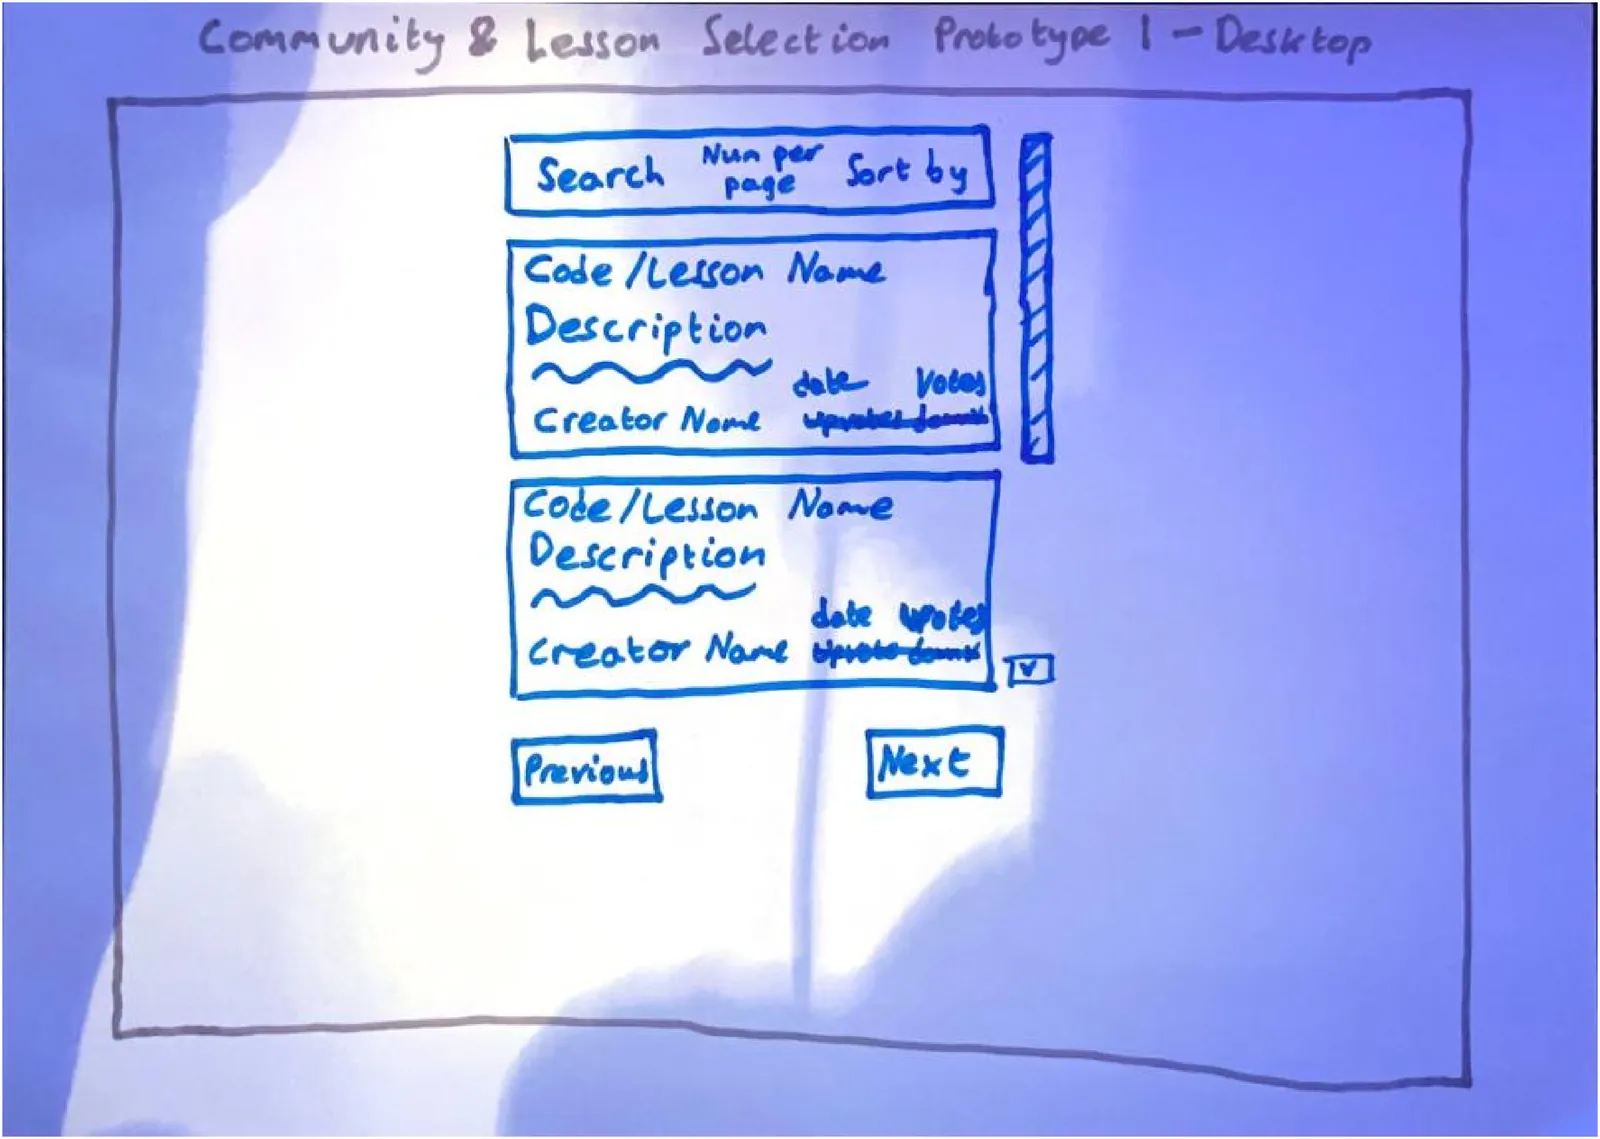 Community & Lesson Selection Prototype 1 - Desktop
Search Num per page Sort by
Code/Lesson Name
Description
date Votes
Creator Name
Code/Lesson Name
Description
date
Creator Name
Previous Next